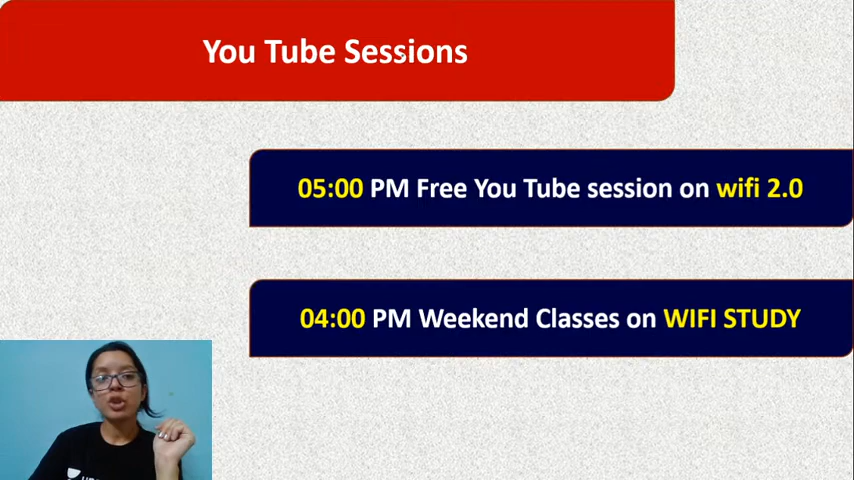 You Tube Sessions
05:00 PM Free You Tube session on wifi 2.0
04:00 PM Weekend Classes on WIFI STUDY